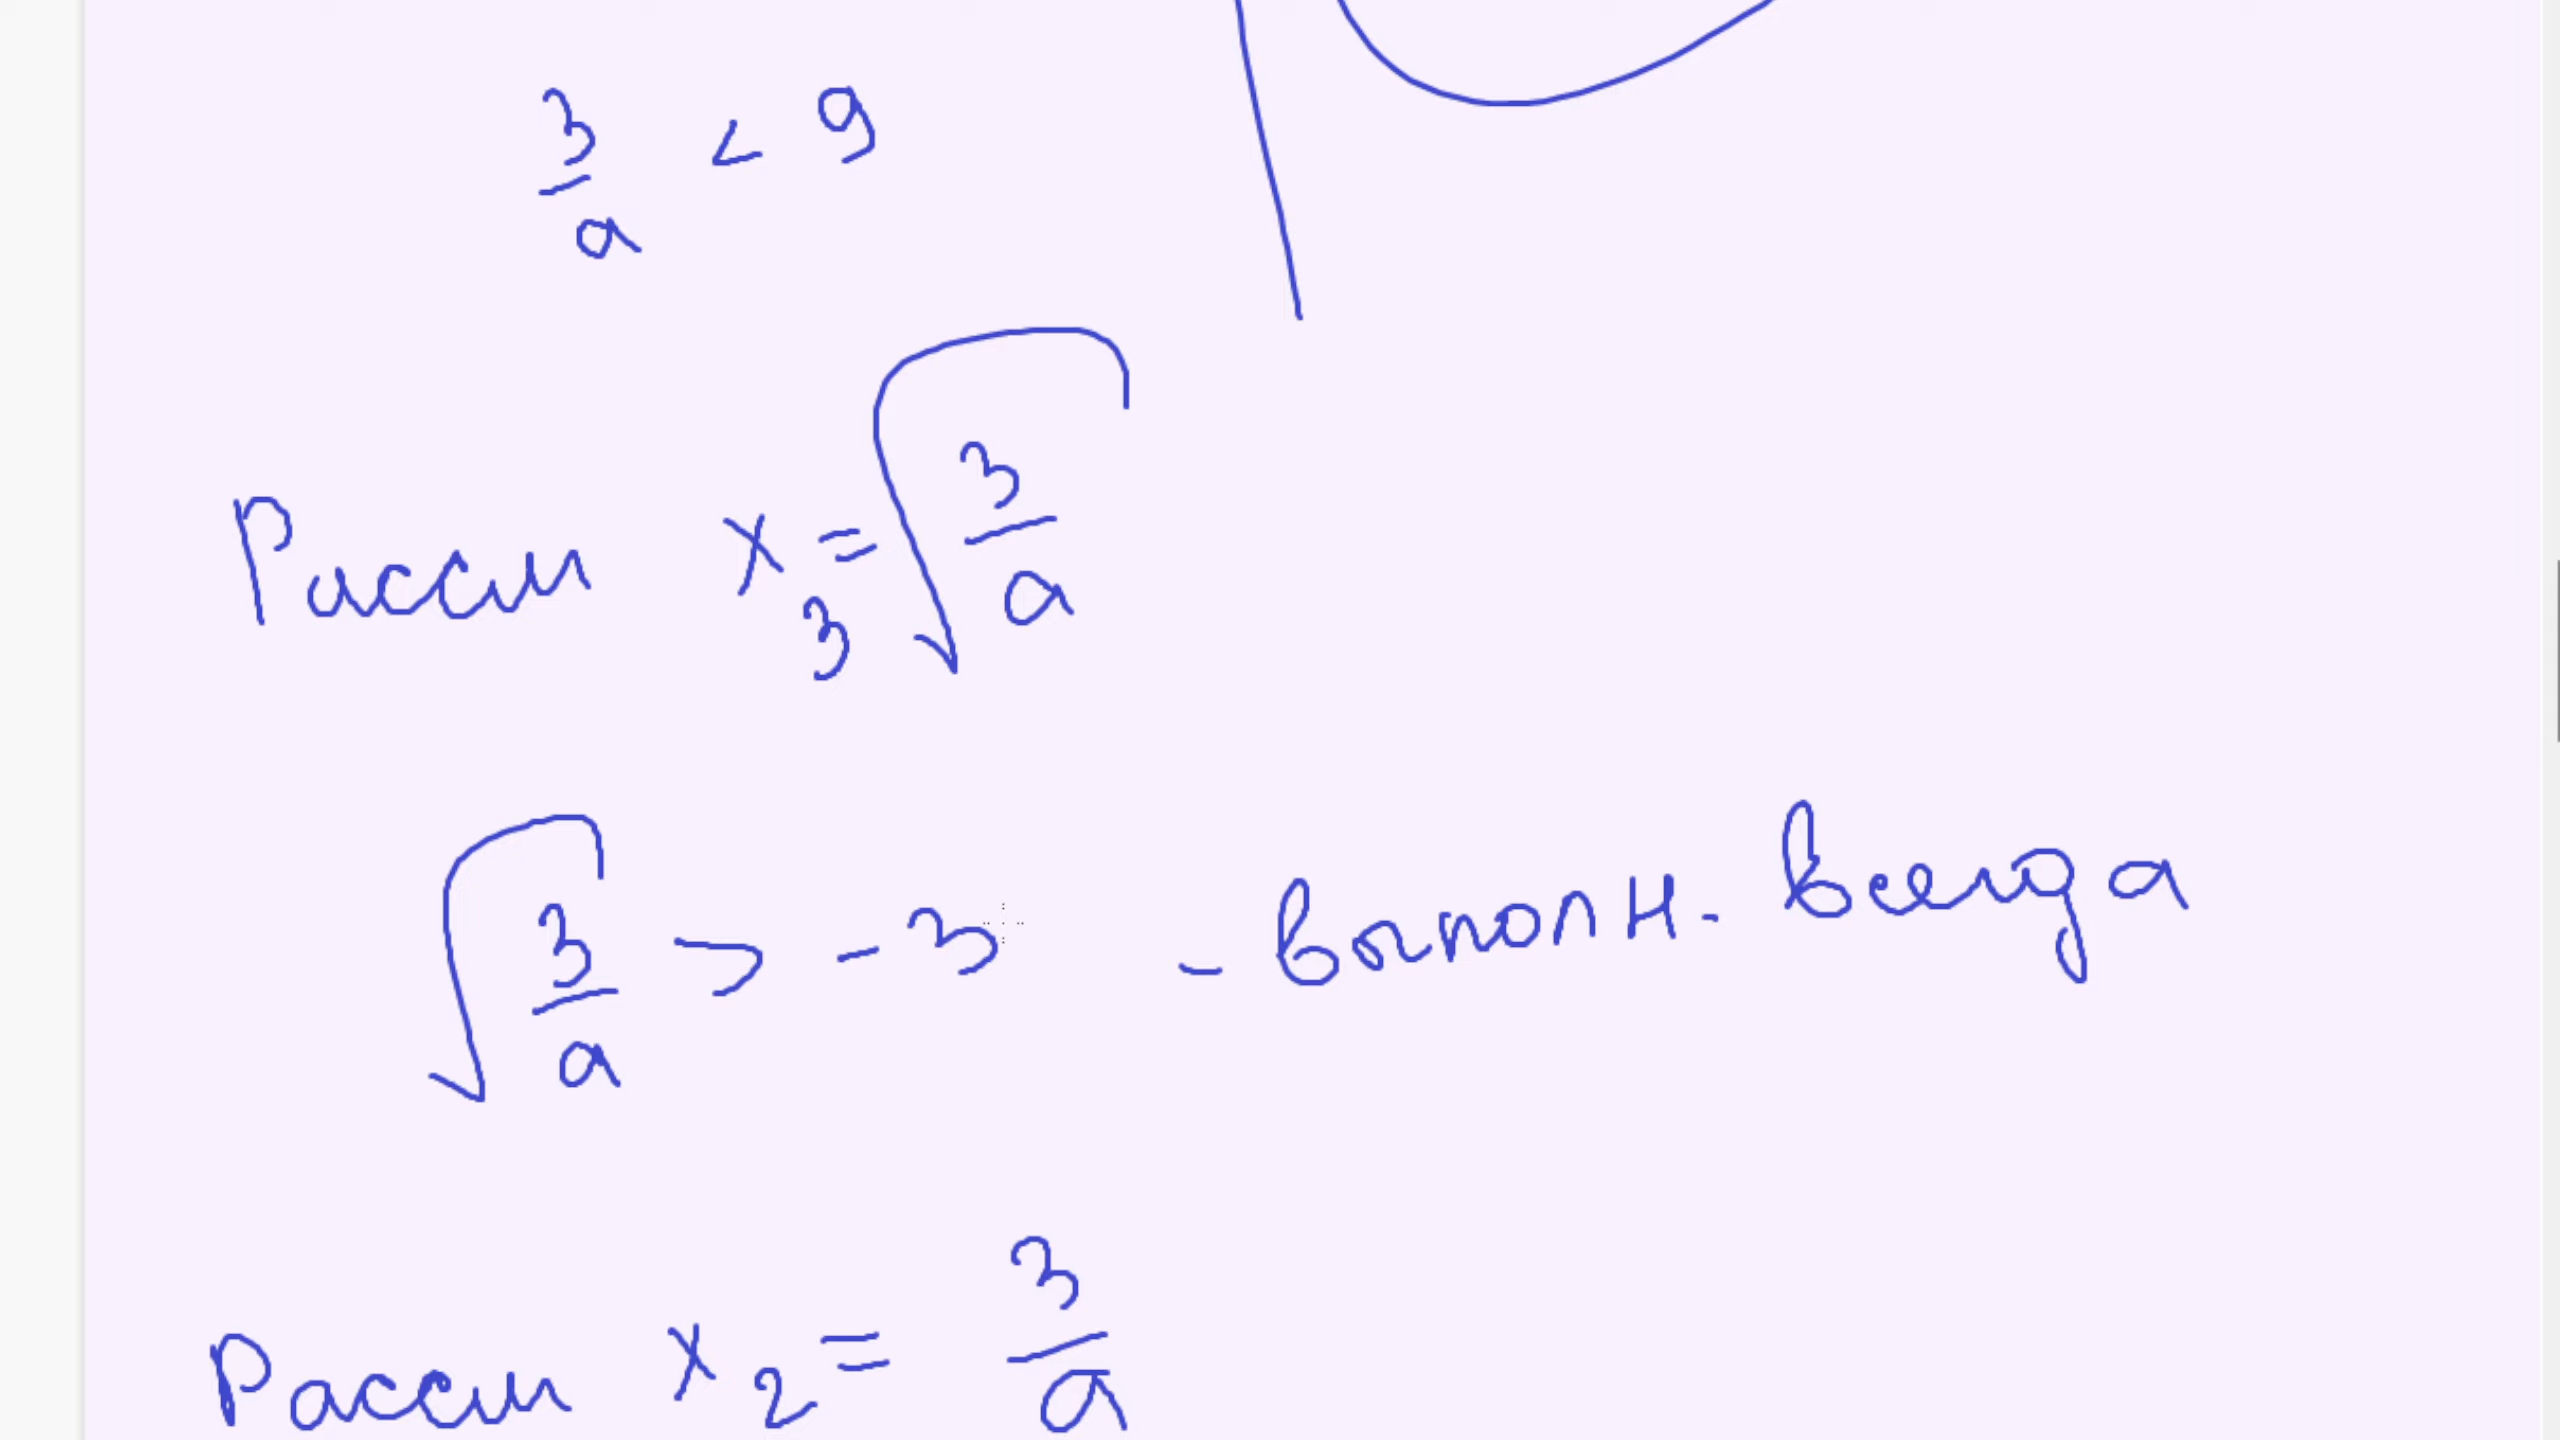 3/a < 9
Рассм x₃ = √(3/a)
√(3/a) > -3 - выполн. всегда
Рассм x₂ = 3/a